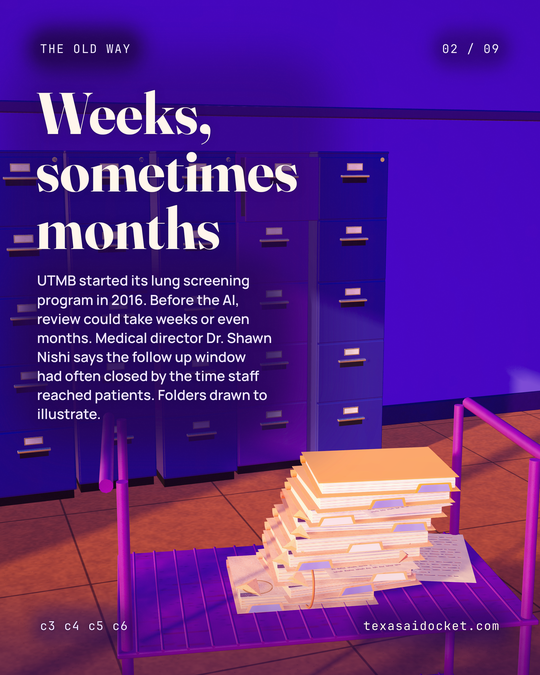 THE OLD WAY
02 / 09
Weeks,
sometimes
months
UTMB started its lung screening
program in 2016. Before the AI,
review could take weeks or even
months. Medical director Dr. Shawn
Nishi says the follow up window
had often closed by the time staff
reached patients. Folders drawn to
illustrate.
c3 c4 c5 c6
texasaidocket.com